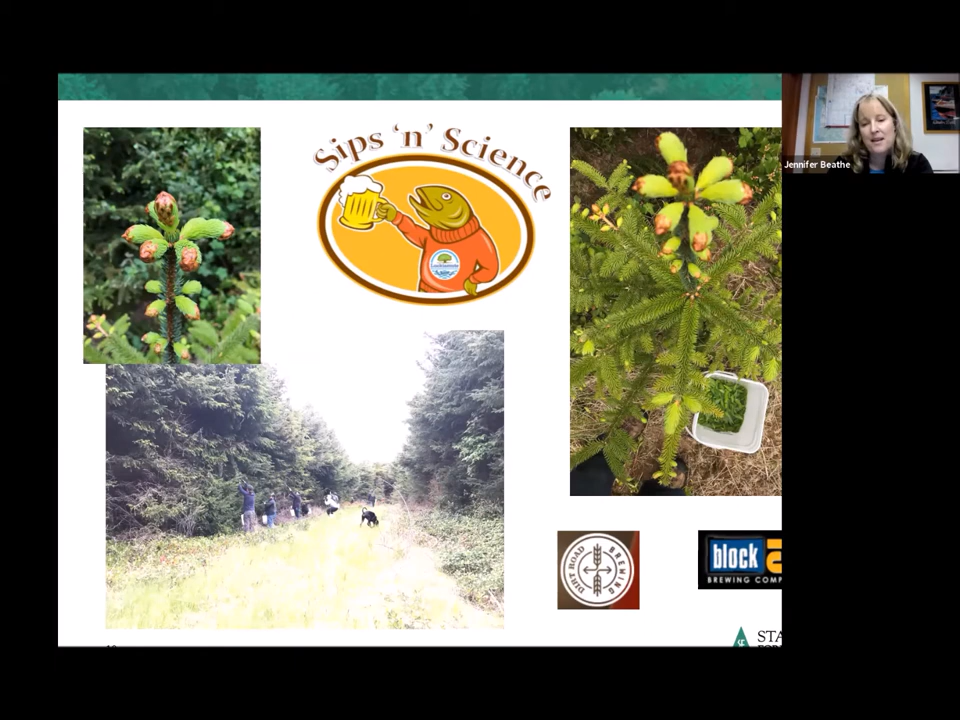 Sips 'n' Science
Jennifer Beathe
DIRT ROAD BREWING
block
BREWING COMP
STA